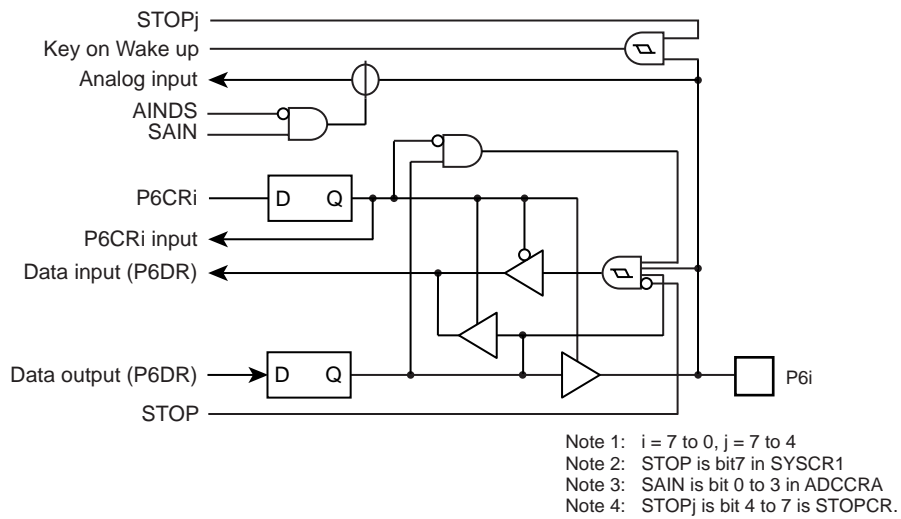 STOPj
Key on Wake up
Analog input
AINDS
SAIN
P6CRi
D Q
P6CRi input
Data input (P6DR)
Data output (P6DR)
D Q
P6i
STOP
Note 1: i = 7 to 0, j = 7 to 4
Note 2: STOP is bit7 in SYSCR1
Note 3: SAIN is bit 0 to 3 in ADCCRA
Note 4: STOPj is bit 4 to 7 is STOPCR.